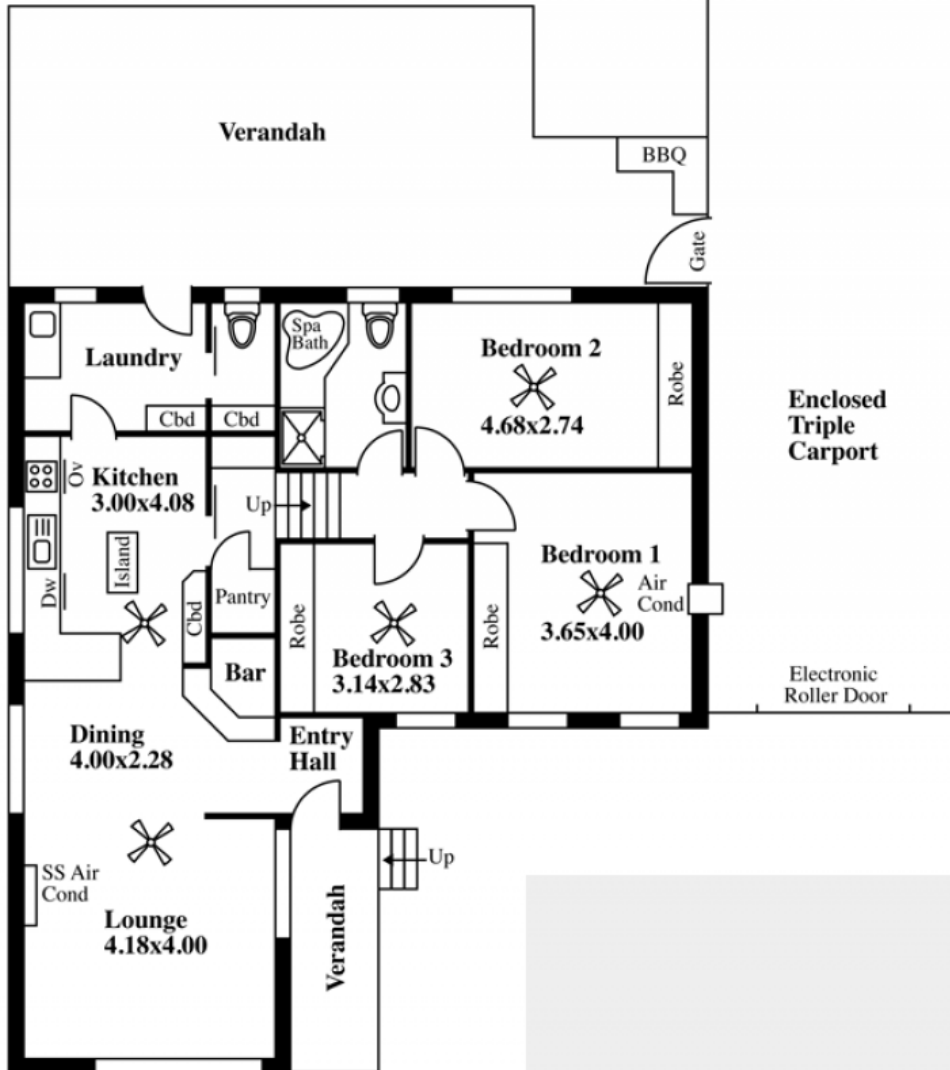 Verandah
BBQ
Gate
Spa
Bath
Laundry
Bedroom 2
4.68x2.74
Robe
Enclosed
Triple
Carport
Cbd
Cbd
Ov
Kitchen
3.00x4.08
Up
Island
Dw
Cbd
Pantry
Robe
Bedroom 3
3.14x2.83
Robe
Bedroom 1
Air
Cond
3.65x4.00
Bar
Electronic
Roller Door
Dining
4.00x2.28
Entry
Hall
Up
SS Air
Cond
Lounge
4.18x4.00
Verandah